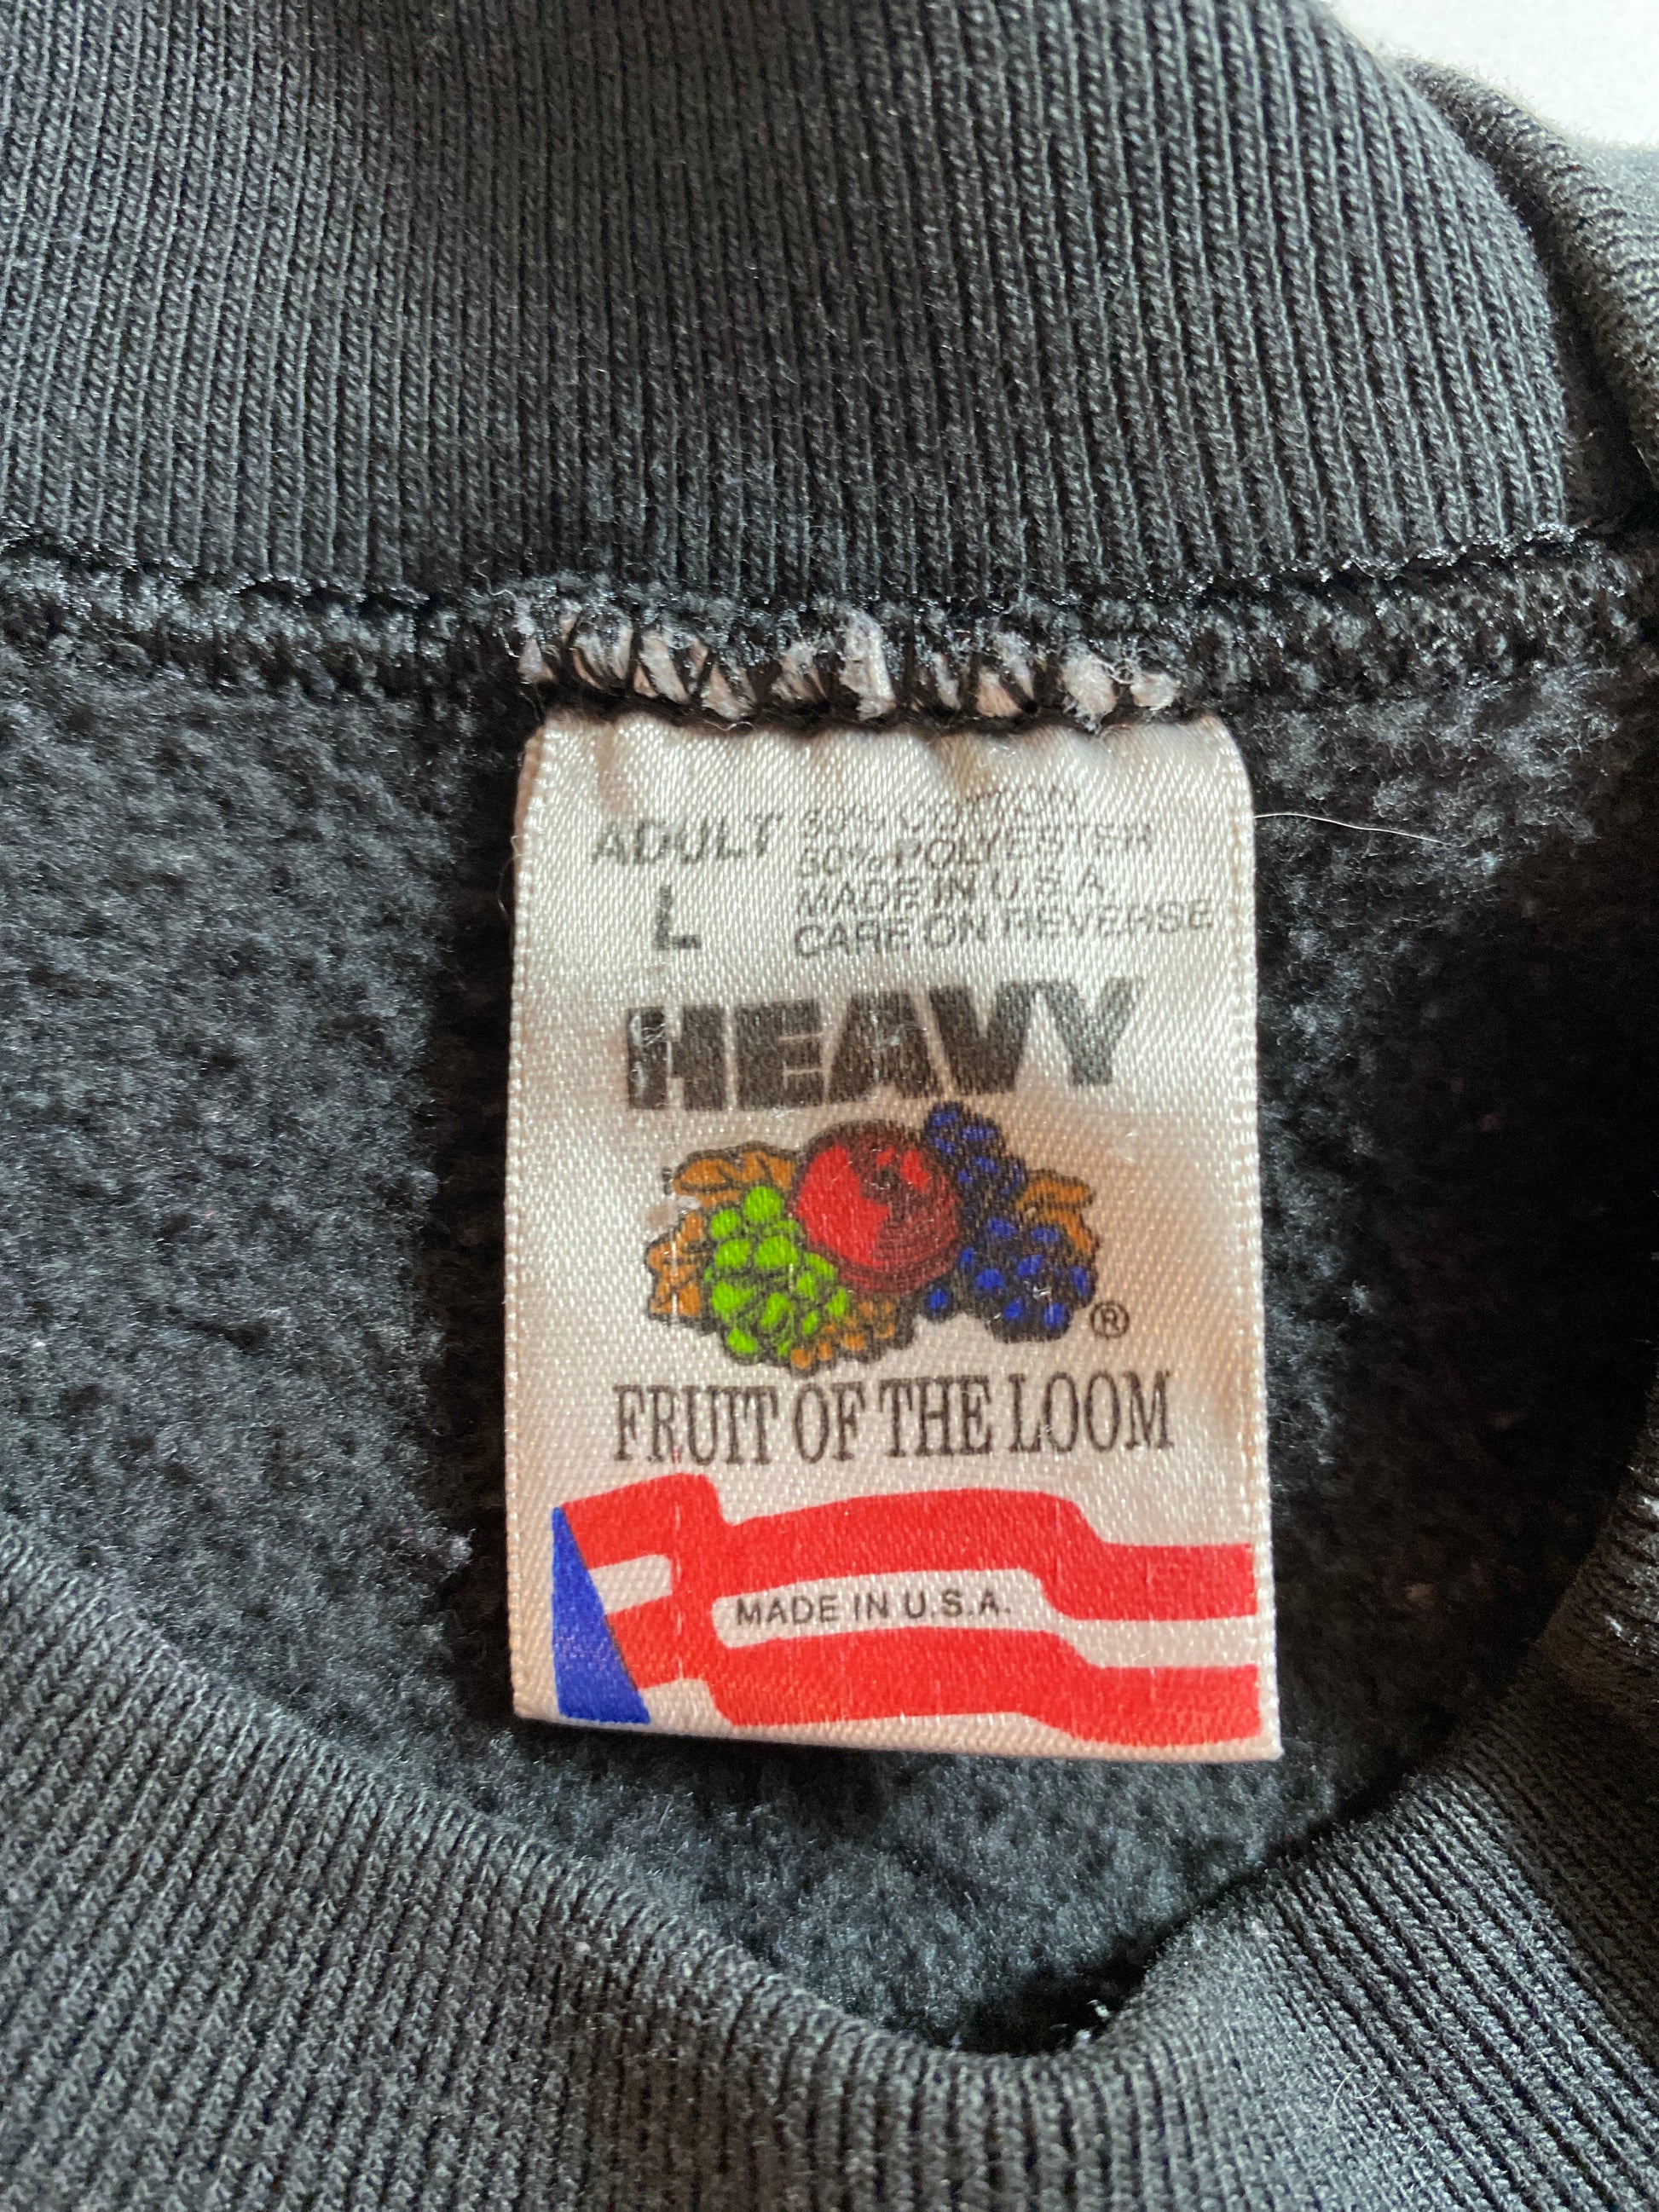 ADULT
L
50% COTTON
50% POLYESTER
MADE IN U.S.A.
CARE ON REVERSE
HEAVY
®
FRUIT OF THE LOOM
MADE IN U.S.A.